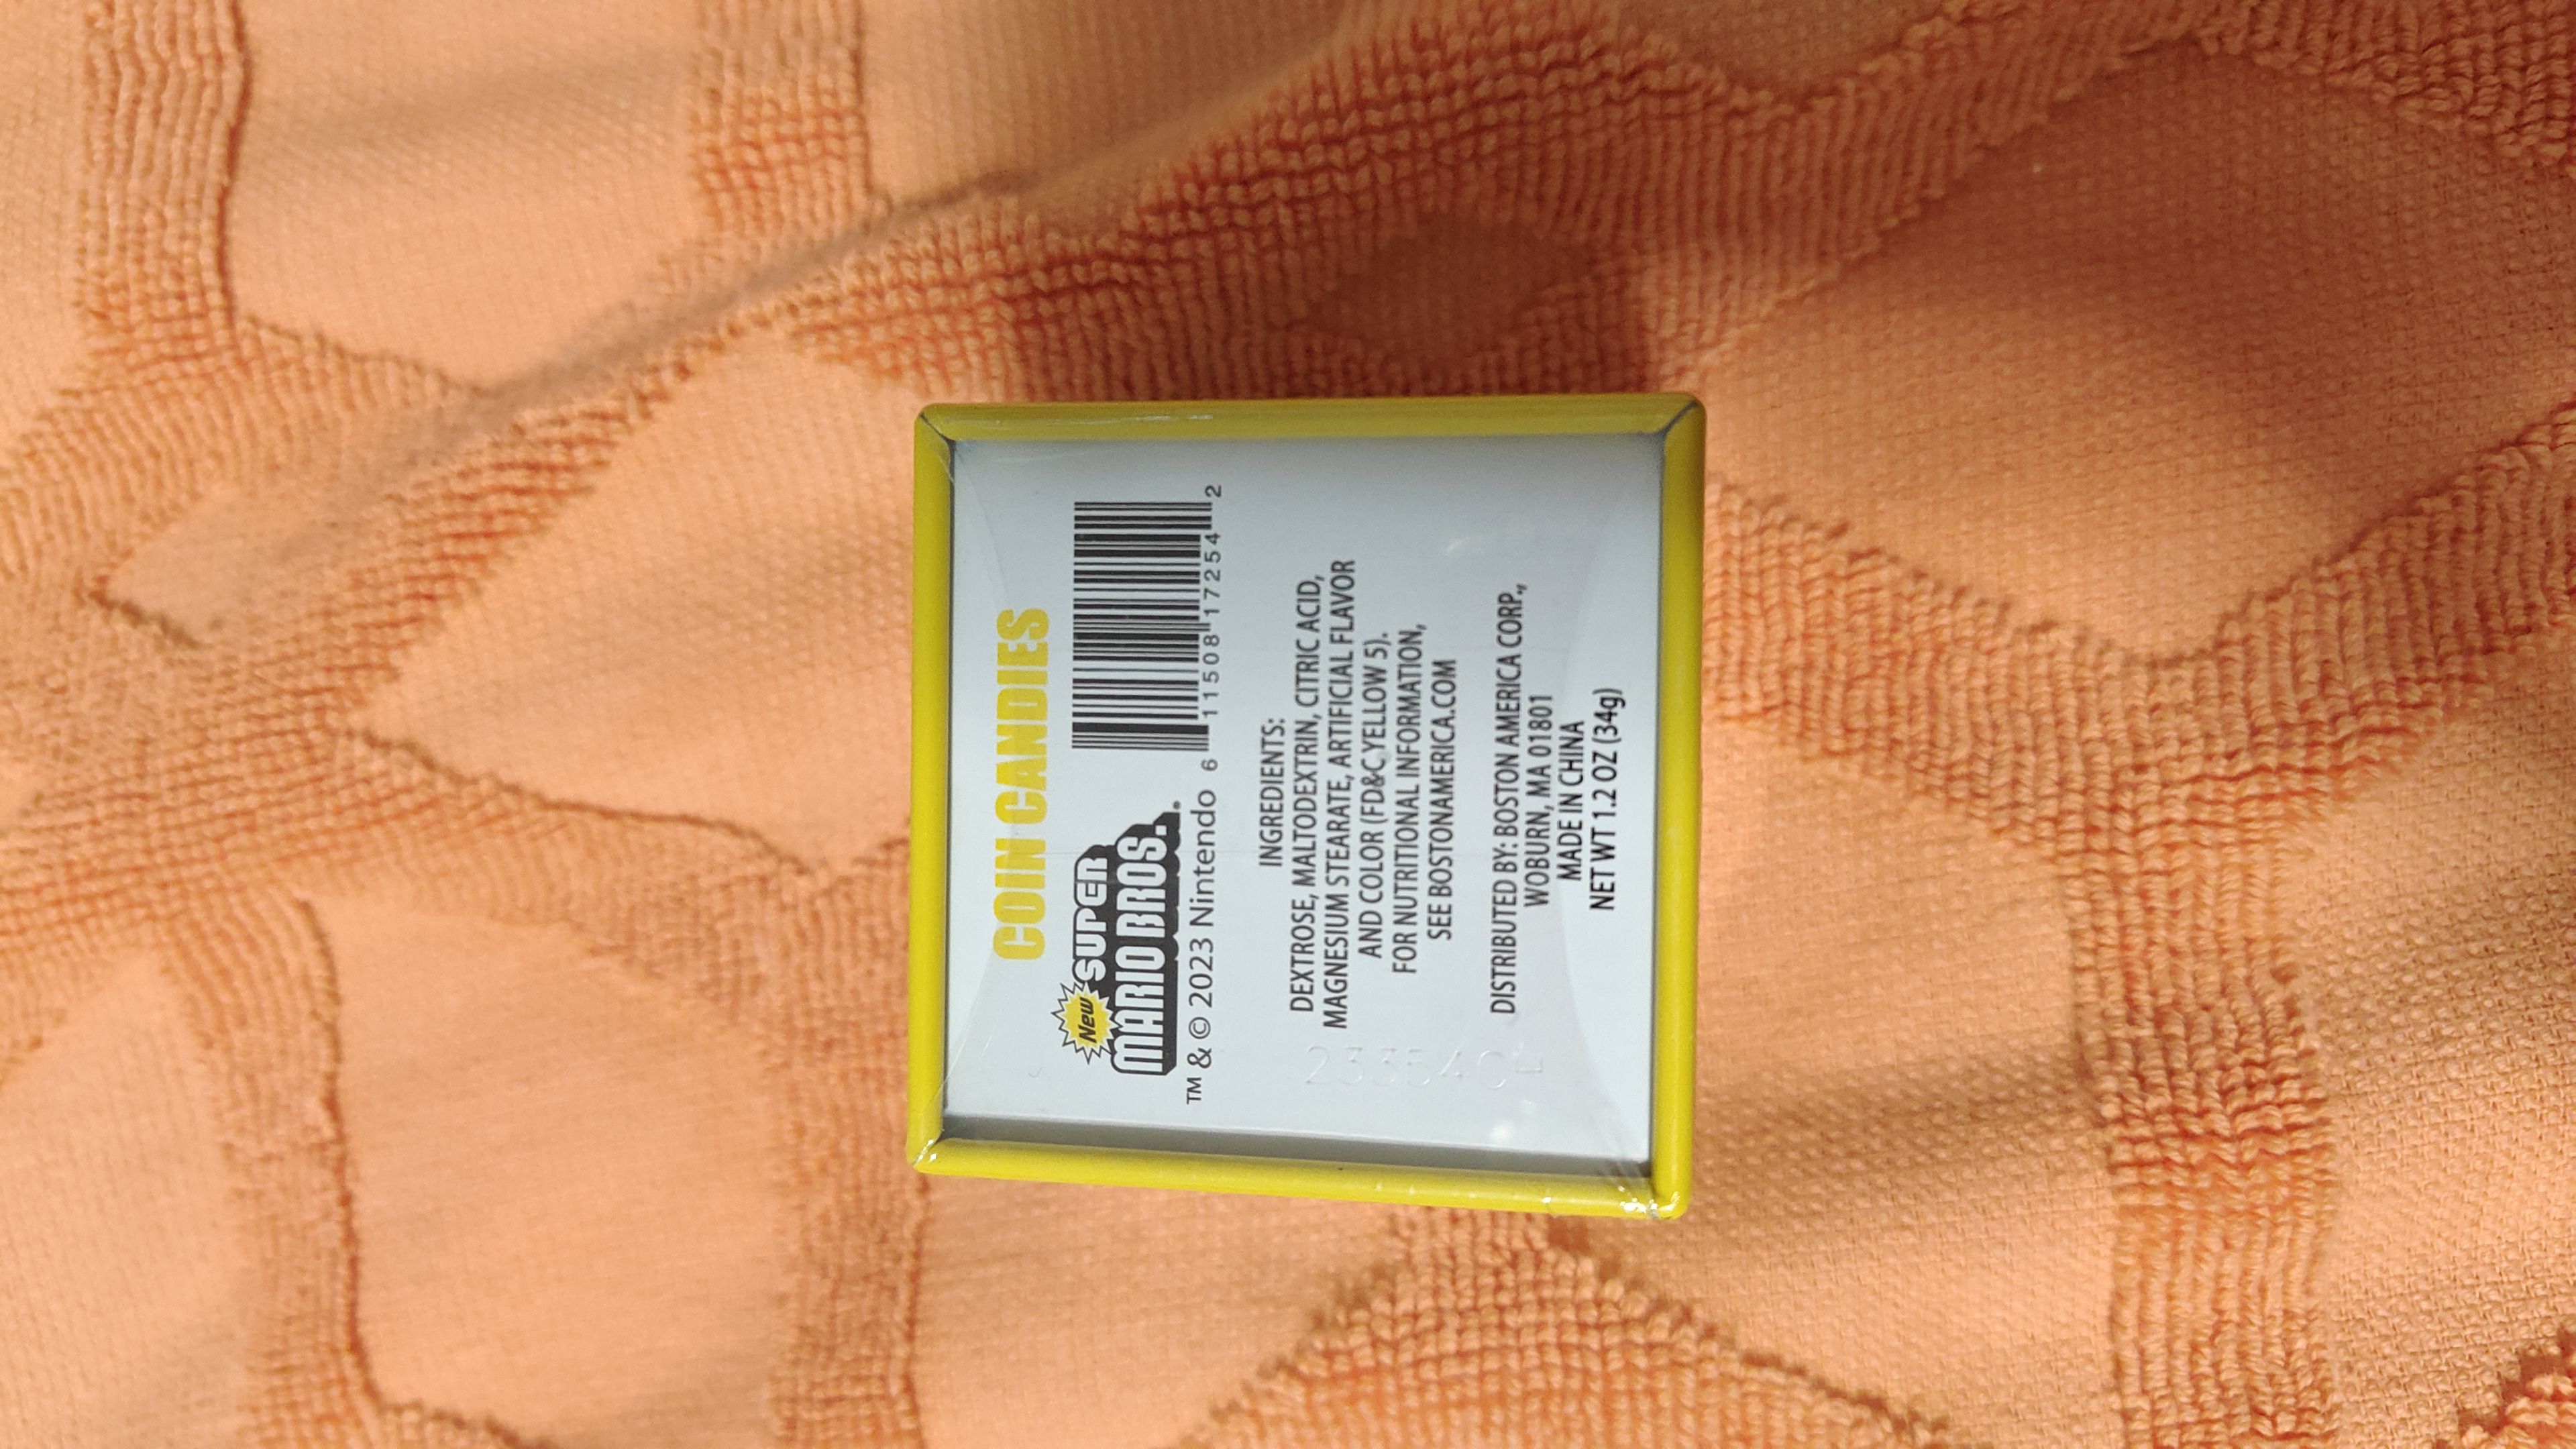 COIN CANDIES
New
SUPER
MARIO BROS.
TM & © 2023 Nintendo
6 11508 17254 2
INGREDIENTS:
DEXTROSE, MALTODEXTRIN, CITRIC ACID,
MAGNESIUM STEARATE, ARTIFICIAL FLAVOR
AND COLOR (FD&C YELLOW 5).
FOR NUTRITIONAL INFORMATION,
SEE BOSTONAMERICA.COM
DISTRIBUTED BY: BOSTON AMERICA CORP.,
WOBURN, MA 01801
MADE IN CHINA
NET WT 1.2 OZ (34g)